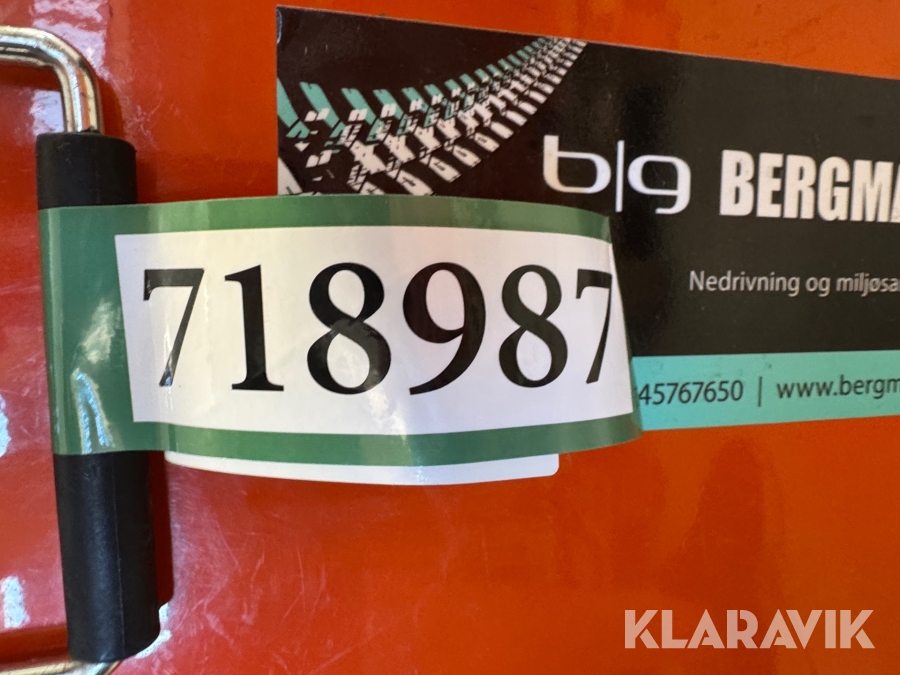 b|g BERGMA
Nedrivning og miljøsa
718987
45767650 | www.bergm
KLARAVIK